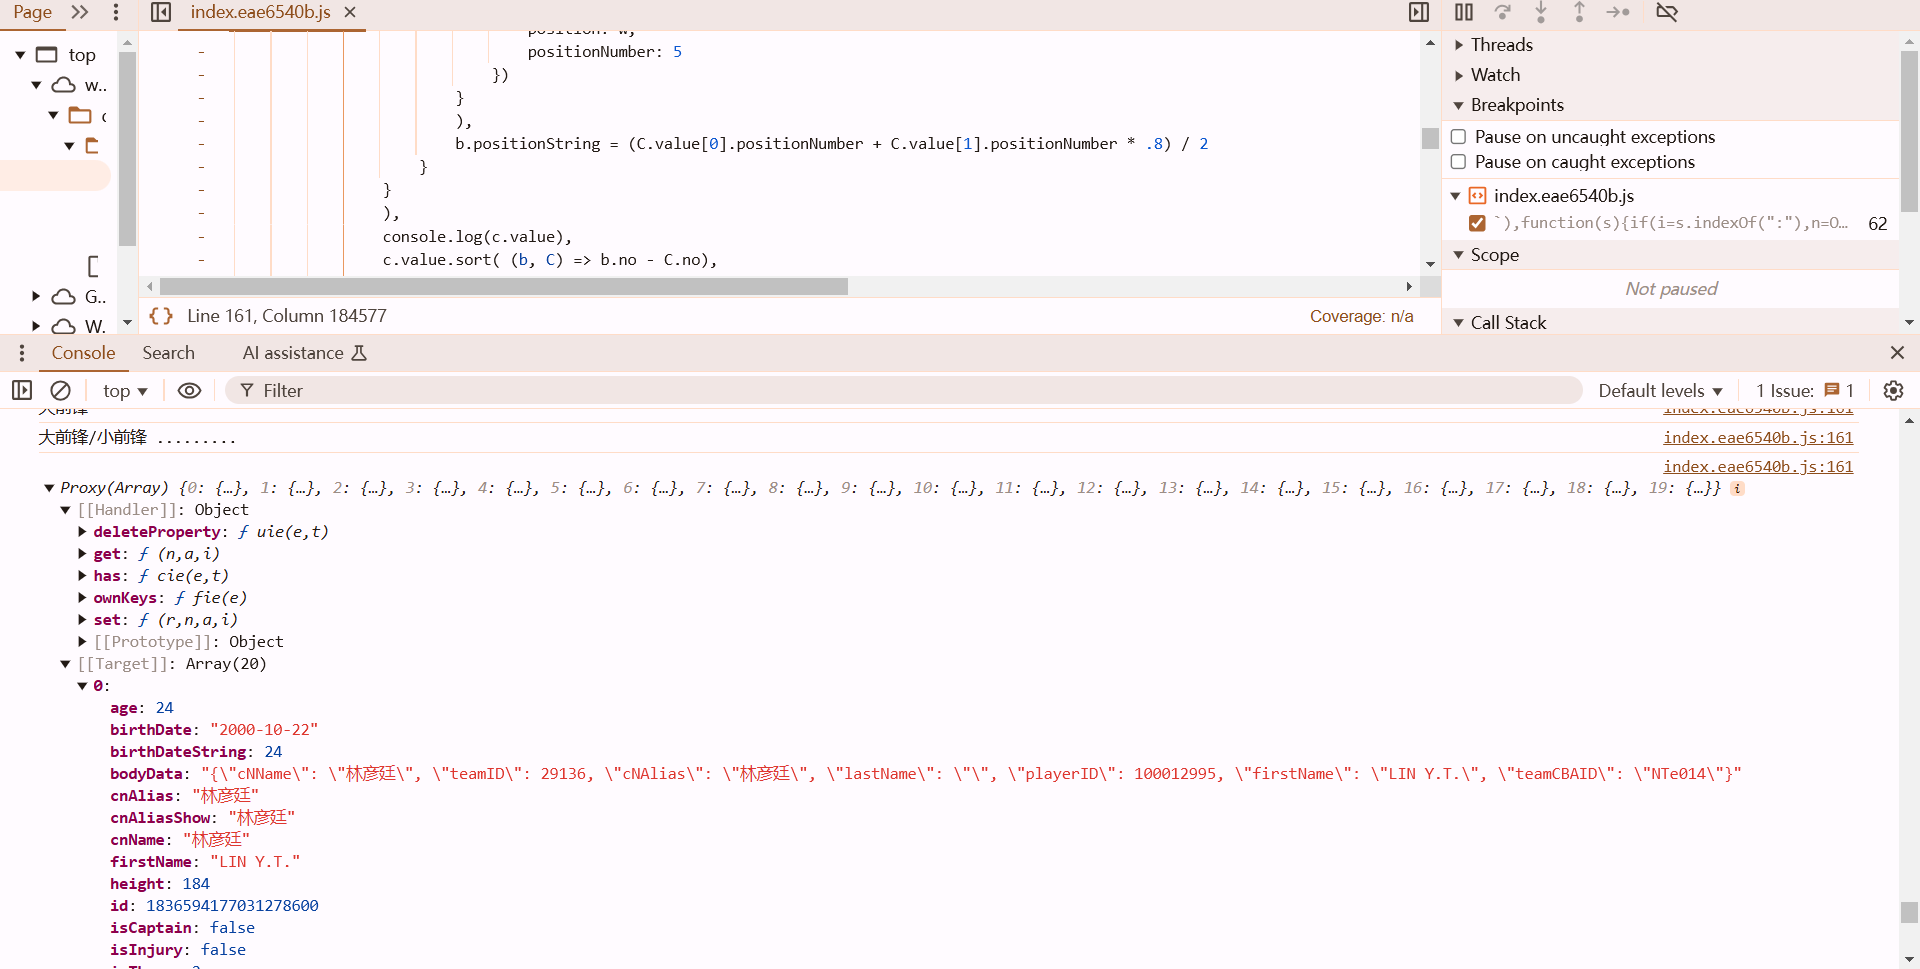 Page
index.eae6540b.js
top
w..
positionNumber: 5
})
}
),
b.positionString = (C.value[0].positionNumber + C.value[1].positionNumber * .8) / 2
}
}
),
console.log(c.value),
c.value.sort( (b, C) => b.no - C.no),
G..
W.
{} Line 161, Column 184577
Coverage: n/a
Threads
Watch
Breakpoints
Pause on uncaught exceptions
Pause on caught exceptions
index.eae6540b.js
`),function(s){if(i=s.indexOf(":"),n=O… 62
Scope
Not paused
Call Stack
Console Search AI assistance
top Filter Default levels 1 Issue: 1
大前锋 index.eae6540b.js:161
大前锋/小前锋 ......... index.eae6540b.js:161
index.eae6540b.js:161
Proxy(Array) {0: {…}, 1: {…}, 2: {…}, 3: {…}, 4: {…}, 5: {…}, 6: {…}, 7: {…}, 8: {…}, 9: {…}, 10: {…}, 11: {…}, 12: {…}, 13: {…}, 14: {…}, 15: {…}, 16: {…}, 17: {…}, 18: {…}, 19: {…}} i
[[Handler]]: Object
deleteProperty: ƒ uie(e,t)
get: ƒ (n,a,i)
has: ƒ cie(e,t)
ownKeys: ƒ fie(e)
set: ƒ (r,n,a,i)
[[Prototype]]: Object
[[Target]]: Array(20)
0:
age: 24
birthDate: "2000-10-22"
birthDateString: 24
bodyData: "{\"cNName\": \"林彦廷\", \"teamID\": 29136, \"cNAlias\": \"林彦廷\", \"lastName\": \"\", \"playerID\": 100012995, \"firstName\": \"LIN Y.T.\", \"teamCBAID\": \"NTe014\"}"
cnAlias: "林彦廷"
cnAliasShow: "林彦廷"
cnName: "林彦廷"
firstName: "LIN Y.T."
height: 184
id: 1836594177031278600
isCaptain: false
isInjury: false